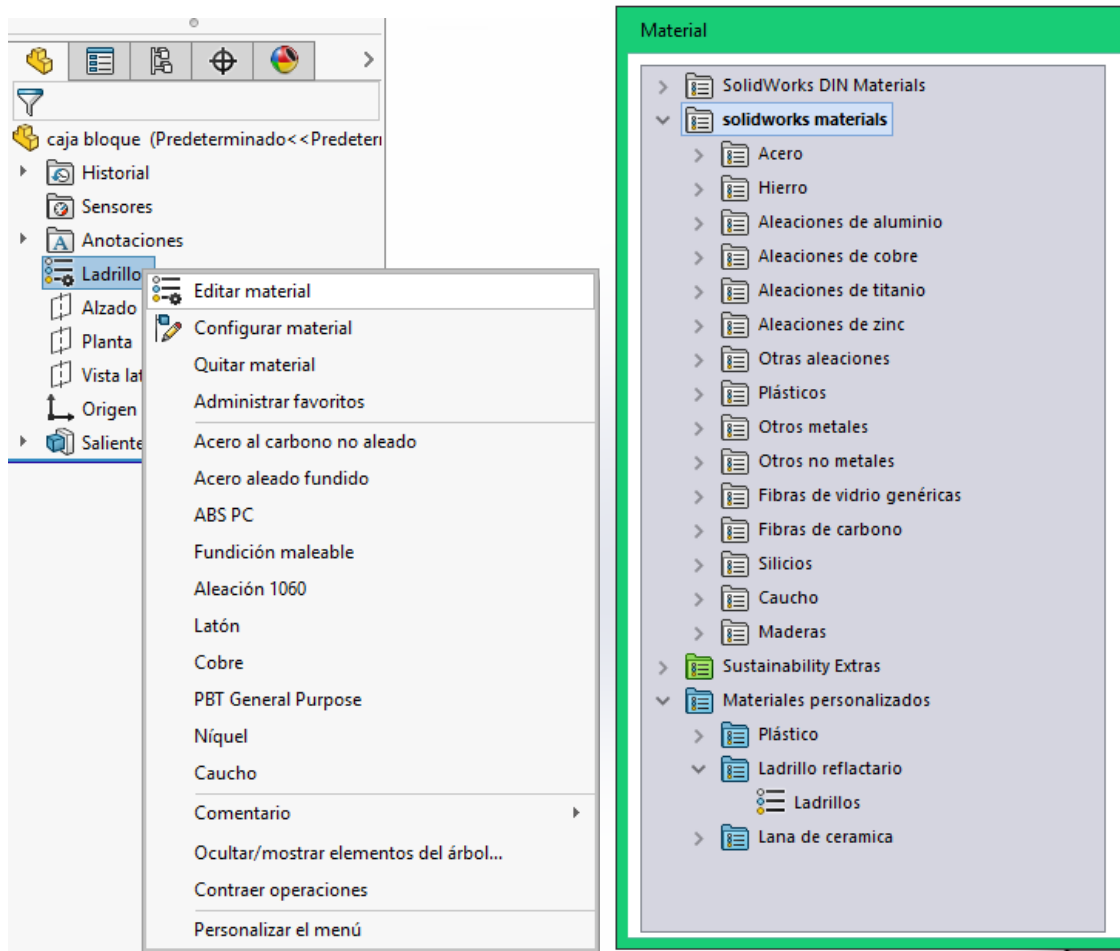 caja bloque (Predeterminado<<Predeter
Historial
Sensores
Anotaciones
Ladrillo
Alzado
Planta
Vista lat
Origen
Saliente
Editar material
Configurar material
Quitar material
Administrar favoritos
Acero al carbono no aleado
Acero aleado fundido
ABS PC
Fundición maleable
Aleación 1060
Latón
Cobre
PBT General Purpose
Níquel
Caucho
Comentario
Ocultar/mostrar elementos del árbol...
Contraer operaciones
Personalizar el menú
Material
SolidWorks DIN Materials
solidworks materials
Acero
Hierro
Aleaciones de aluminio
Aleaciones de cobre
Aleaciones de titanio
Aleaciones de zinc
Otras aleaciones
Plásticos
Otros metales
Otros no metales
Fibras de vidrio genéricas
Fibras de carbono
Silicios
Caucho
Maderas
Sustainability Extras
Materiales personalizados
Plástico
Ladrillo reflactario
Ladrillos
Lana de ceramica